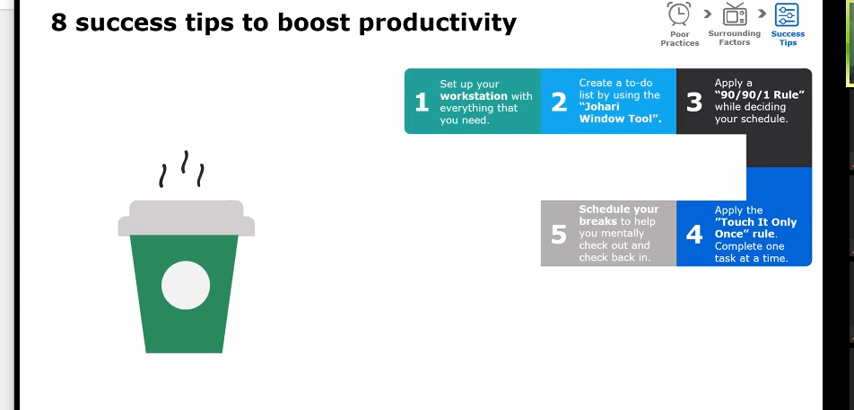 8 success tips to boost productivity
Poor
Practices
Surrounding
Factors
Success
Tips
1
Set up your
workstation with
everything that
you need.
2
Create a to-do
list by using the
“Johari
Window Tool”.
3
Apply a
“90/90/1 Rule”
while deciding
your schedule.
5
Schedule your
breaks to help
you mentally
check out and
check back in.
4
Apply the
“Touch It Only
Once” rule.
Complete one
task at a time.